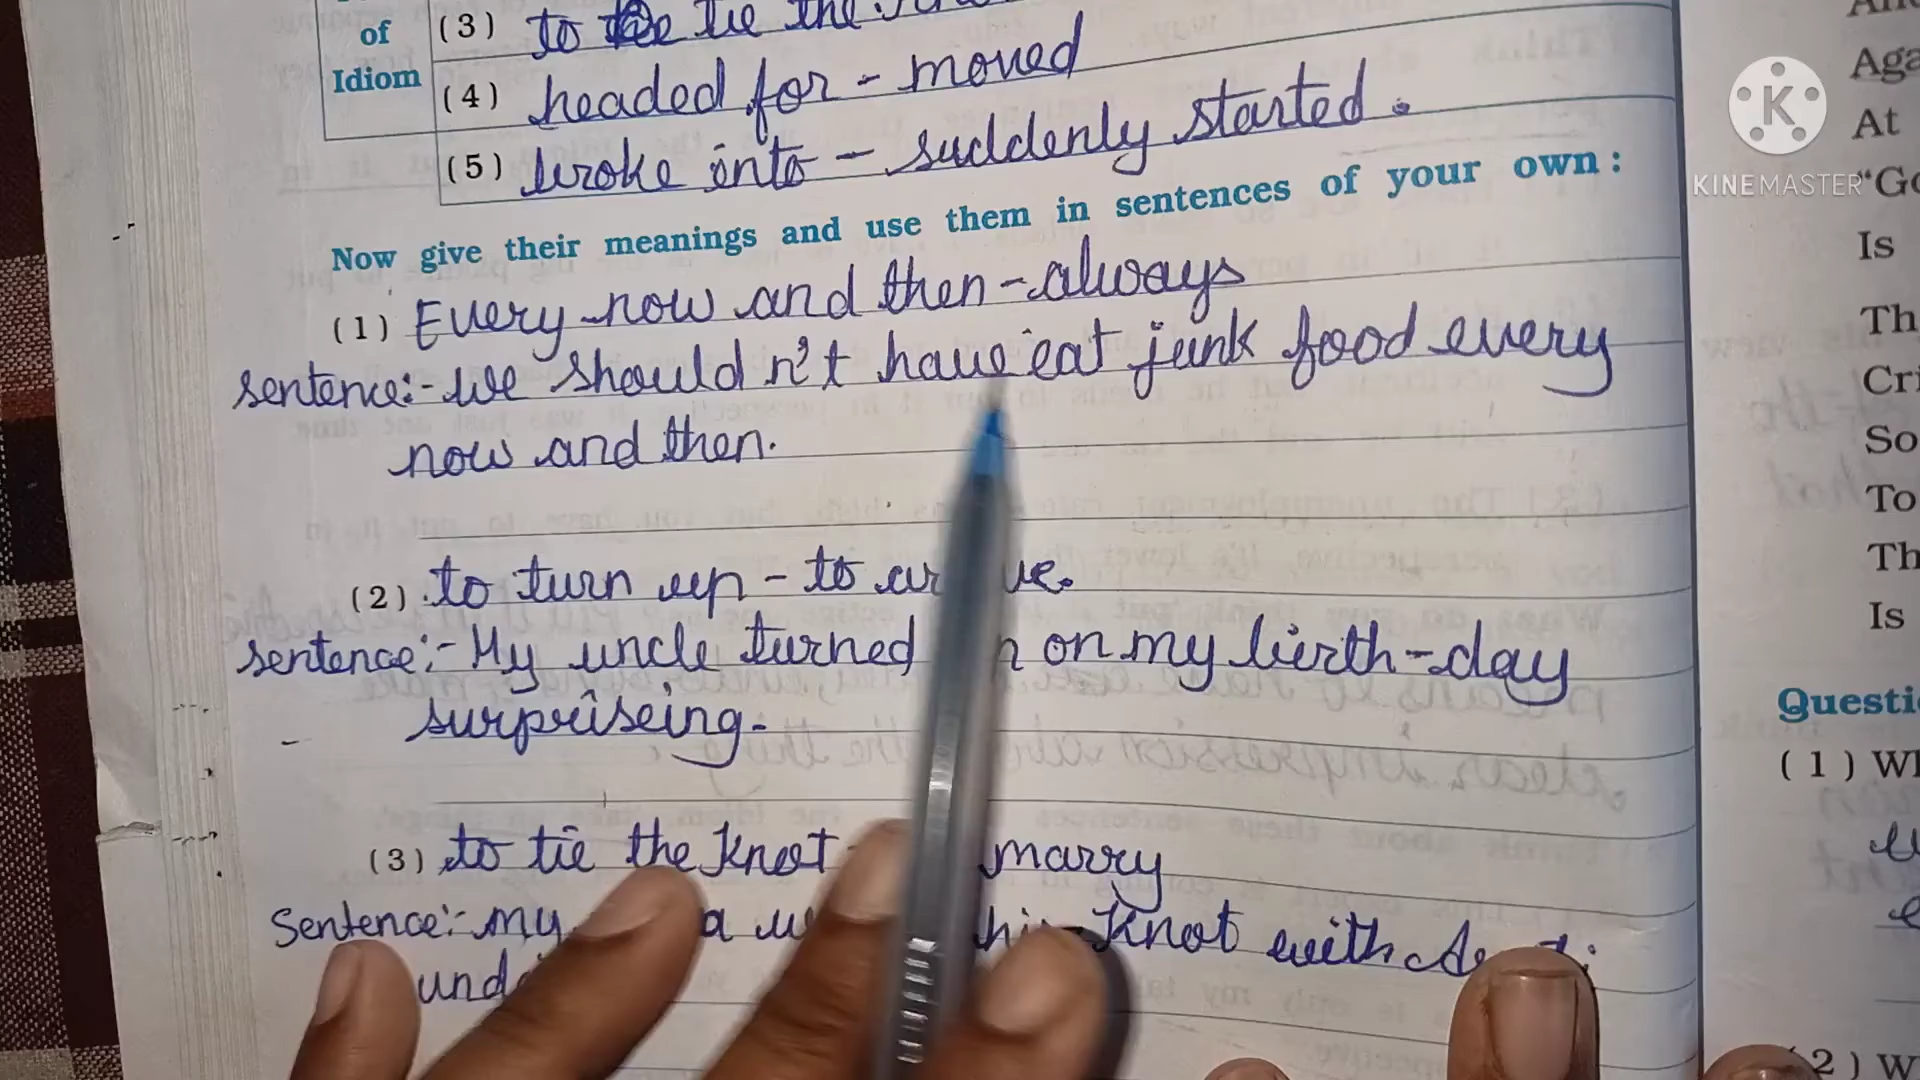 of
Idiom
(3) to tie the
(4) headed for - moved
(5) broke into - suddenly started.
Now give their meanings and use them in sentences of your own:
(1) Every now and then - always
sentence:- we shouldn't have eat junk food every
now and then.
(2) to turn up - to
sentence:- My uncle turned on my birth-day
surpriseing.
(3) to tie the knot marry
Sentence:- my knot with
KINEMASTER
K
Aga
At
"Go
Is
Th
Cri
So
To
Th
Is
Questi
(1) Wh
(2) W